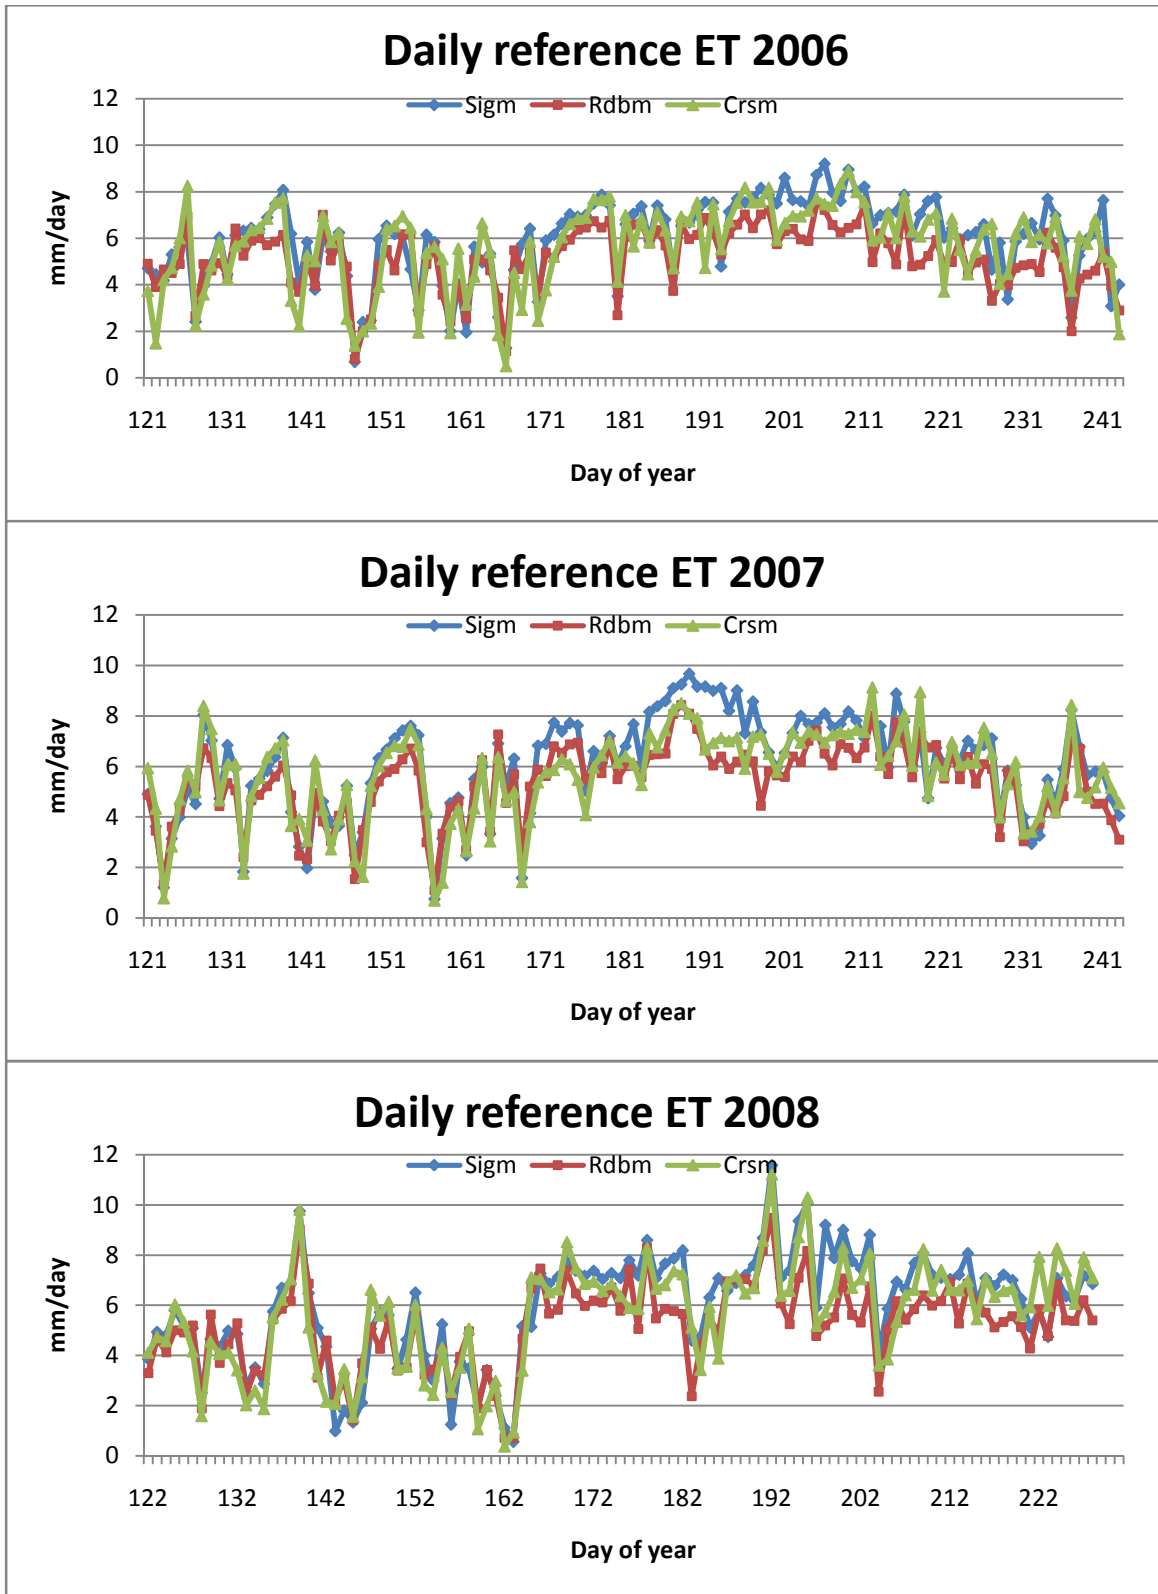 Daily reference ET 2006
12
Sigm Rdbm Crsm
10
8
6
4
2
0
mm/day
121 131 141 151 161 171 181 191 201 211 221 231 241
Day of year
Daily reference ET 2007
12
Sigm Rdbm Crsm
10
8
6
4
2
0
mm/day
121 131 141 151 161 171 181 191 201 211 221 231 241
Day of year
Daily reference ET 2008
12
Sigm Rdbm Crsm
10
8
6
4
2
0
mm/day
122 132 142 152 162 172 182 192 202 212 222
Day of year